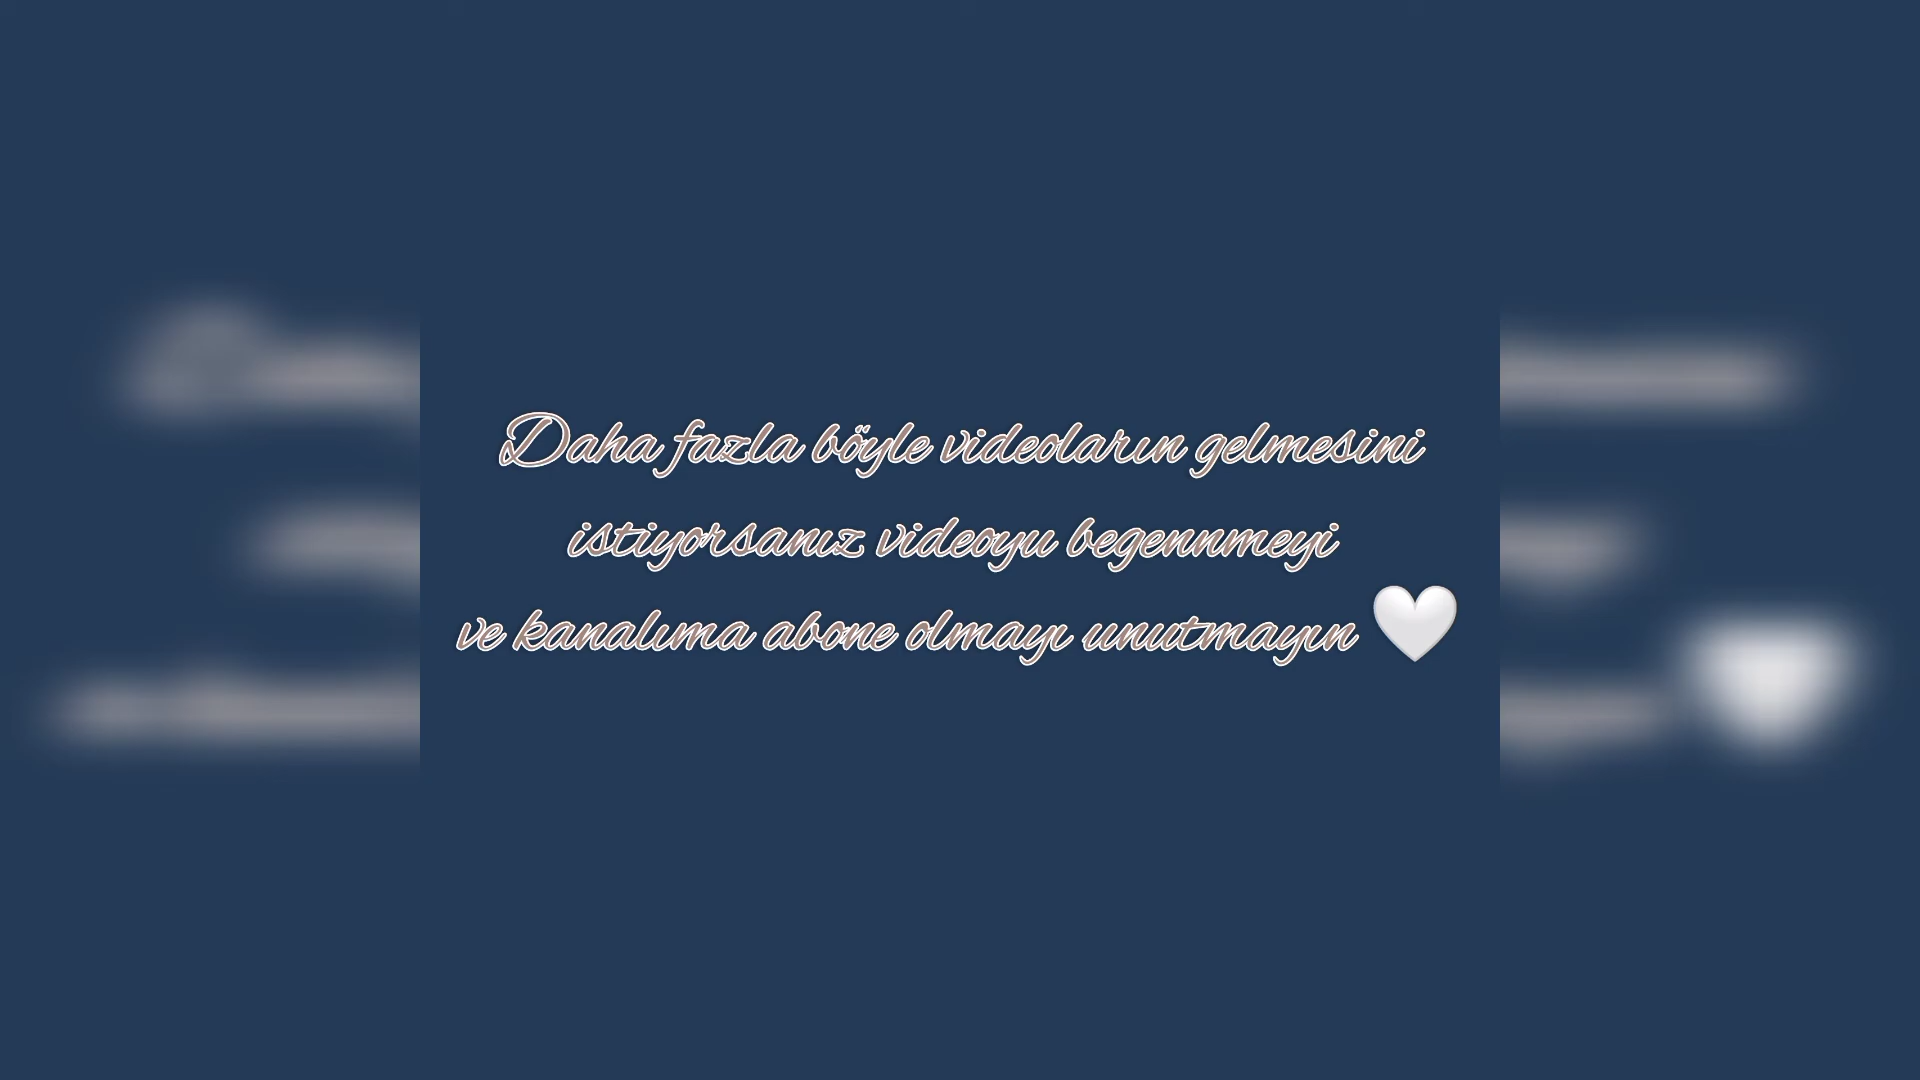 Daha fazla böyle videoların gelmesini
istiyorsanız videoyu begennmeyi
ve kanalıma abone olmayı unutmayın 🤍